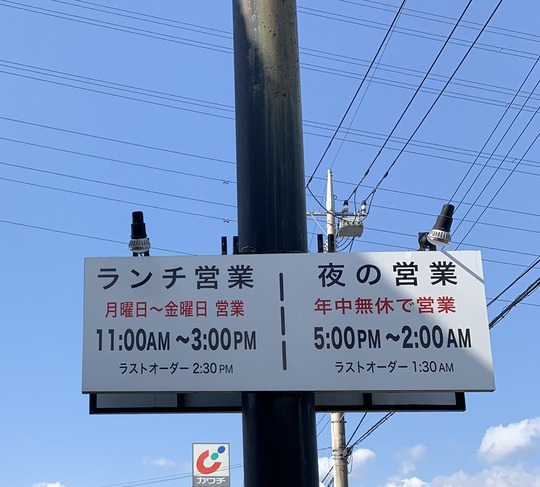 ランチ営業
月曜日～金曜日 営業
11:00AM～3:00PM
ラストオーダー 2:30PM
夜の営業
年中無休で営業
5:00PM～2:00AM
ラストオーダー 1:30AM
カワチ